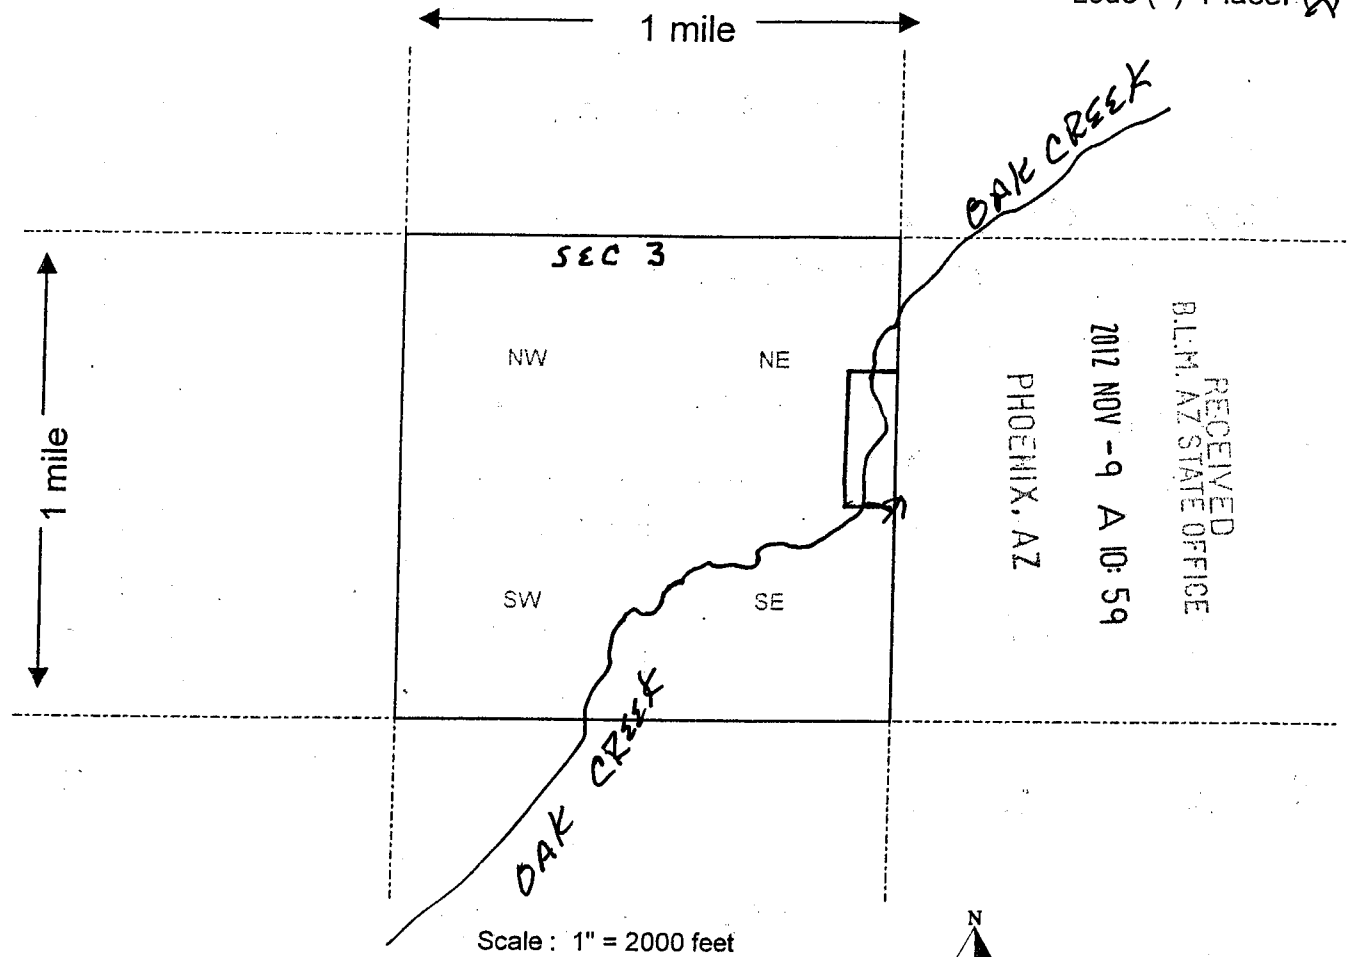 1 mile
OAK CREEK
SEC 3
NW
NE
1 mile
SW
SE
RECEIVED
B.L.M. AZ STATE OFFICE
2012 NOV -9 A 10:59
PHOENIX, AZ
OAK CREEK
Scale : 1" = 2000 feet
N